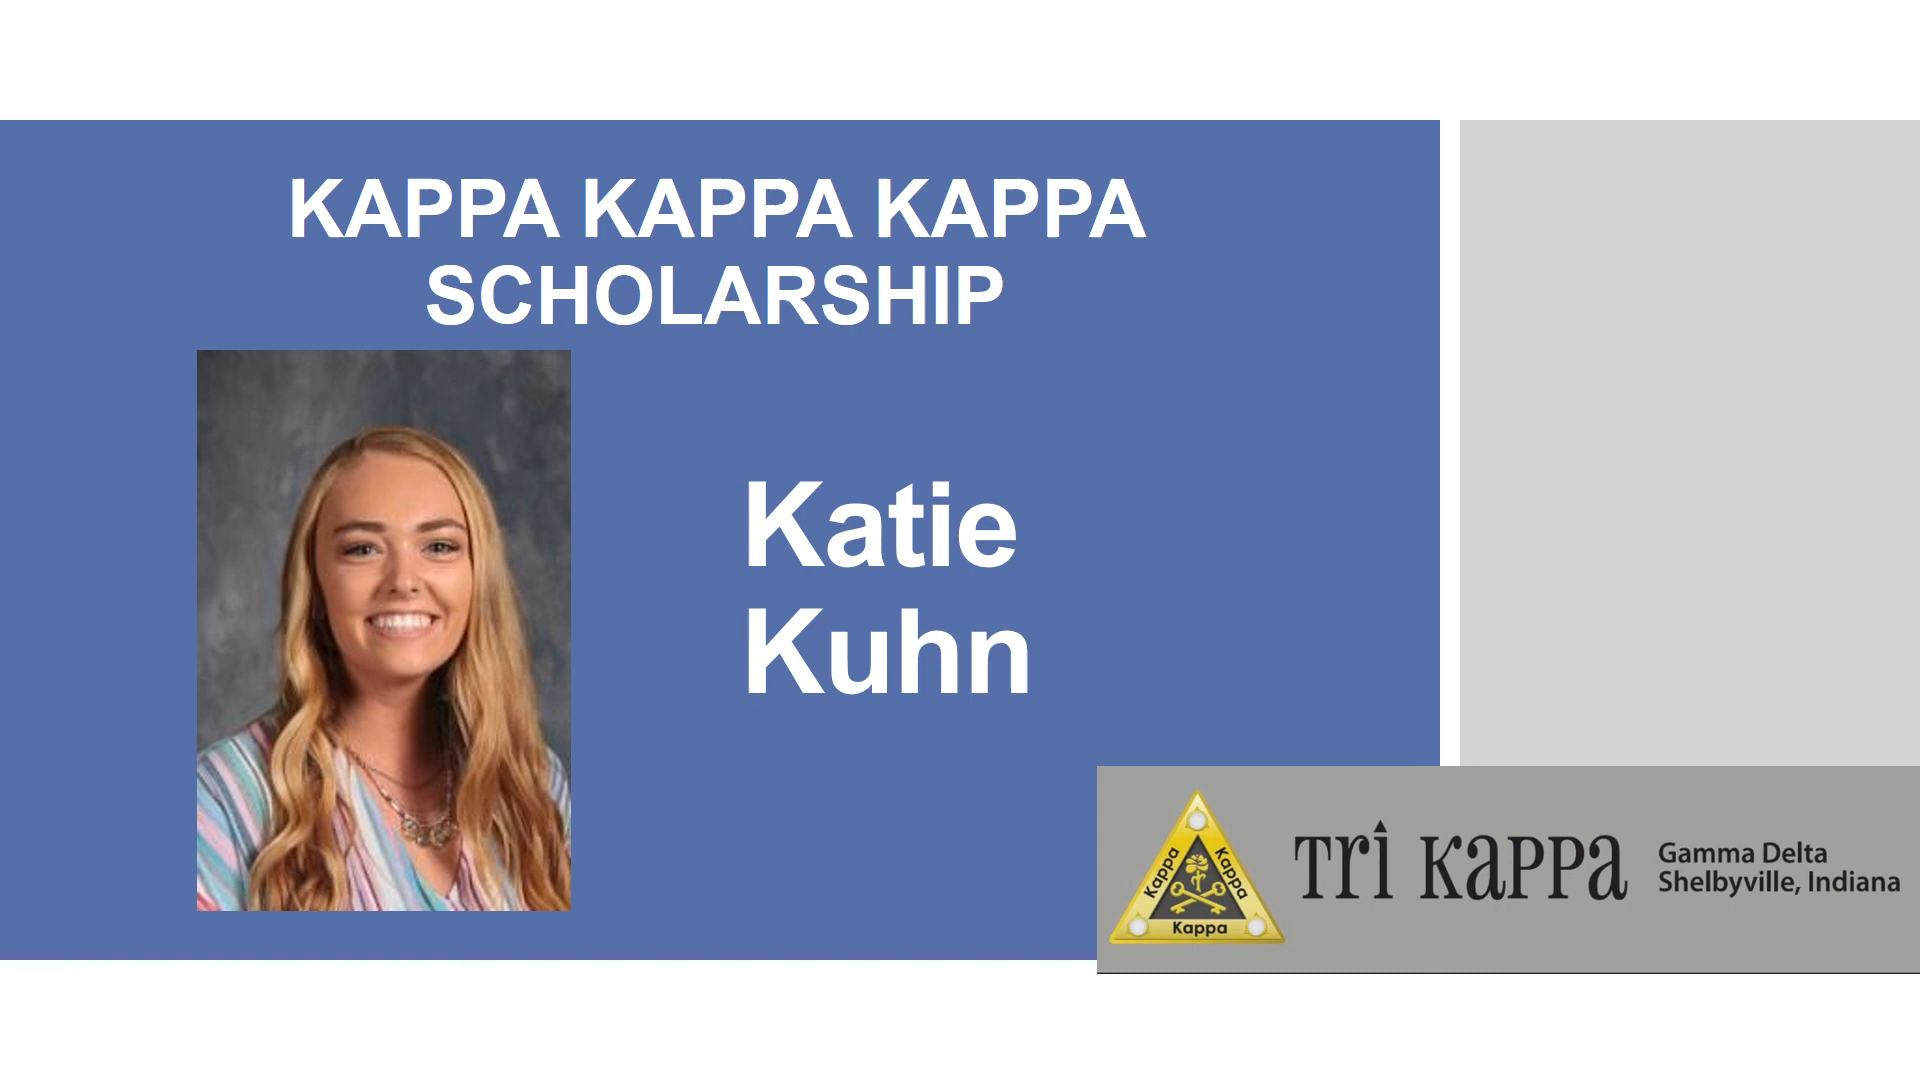 KAPPA KAPPA KAPPA
SCHOLARSHIP
Katie
Kuhn
Kappa
Kappa
Kappa
Tri Kappa
Gamma Delta
Shelbyville, Indiana